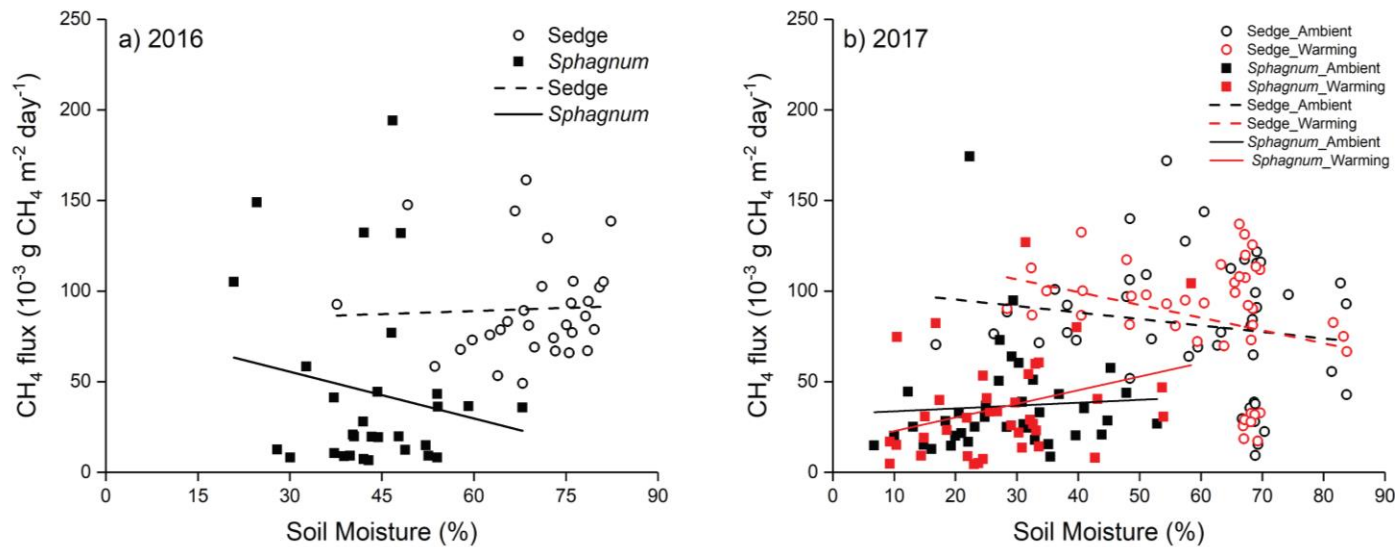 a) 2016
Sedge
Sphagnum
Sedge
Sphagnum
CH₄ flux (10⁻³ g CH₄ m⁻² day⁻¹)
250
200
150
100
50
0
0 15 30 45 60 75 90
Soil Moisture (%)
b) 2017
Sedge_Ambient
Sedge_Warming
Sphagnum_Ambient
Sphagnum_Warming
Sedge_Ambient
Sedge_Warming
Sphagnum_Ambient
Sphagnum_Warming
CH₄ flux (10⁻³ g CH₄ m⁻² day⁻¹)
250
200
150
100
50
0
0 10 20 30 40 50 60 70 80 90
Soil Moisture (%)